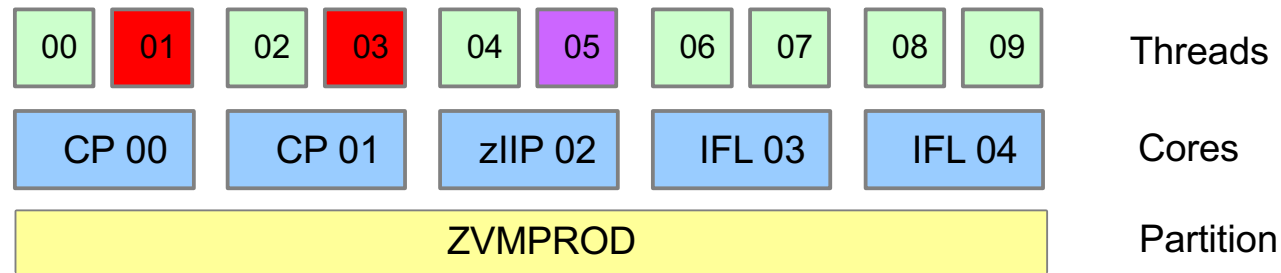 00 01 02 03 04 05 06 07 08 09 Threads
CP 00 CP 01 zIIP 02 IFL 03 IFL 04 Cores
ZVMPROD Partition